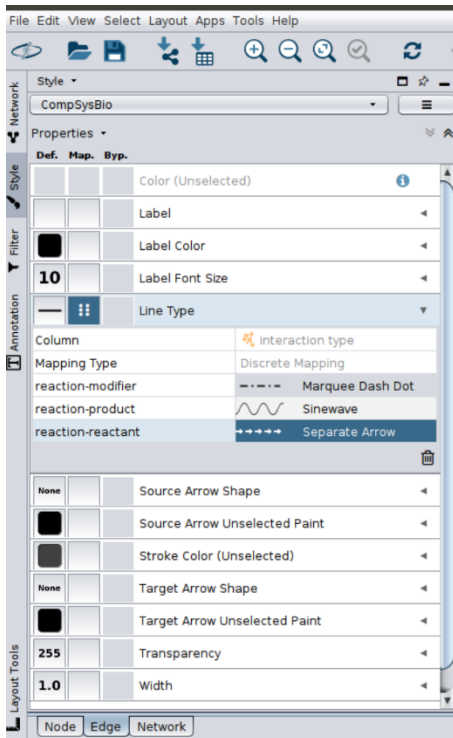 File Edit View Select Layout Apps Tools Help
Style
CompSysBio
Properties
Def. Map. Byp.
Color (Unselected)
Label
Label Color
10 Label Font Size
Line Type
Column interaction type
Mapping Type Discrete Mapping
reaction-modifier Marquee Dash Dot
reaction-product Sinewave
reaction-reactant Separate Arrow
None Source Arrow Shape
Source Arrow Unselected Paint
Stroke Color (Unselected)
None Target Arrow Shape
Target Arrow Unselected Paint
255 Transparency
1.0 Width
Node Edge Network
Network
Style
Filter
Annotation
Layout Tools